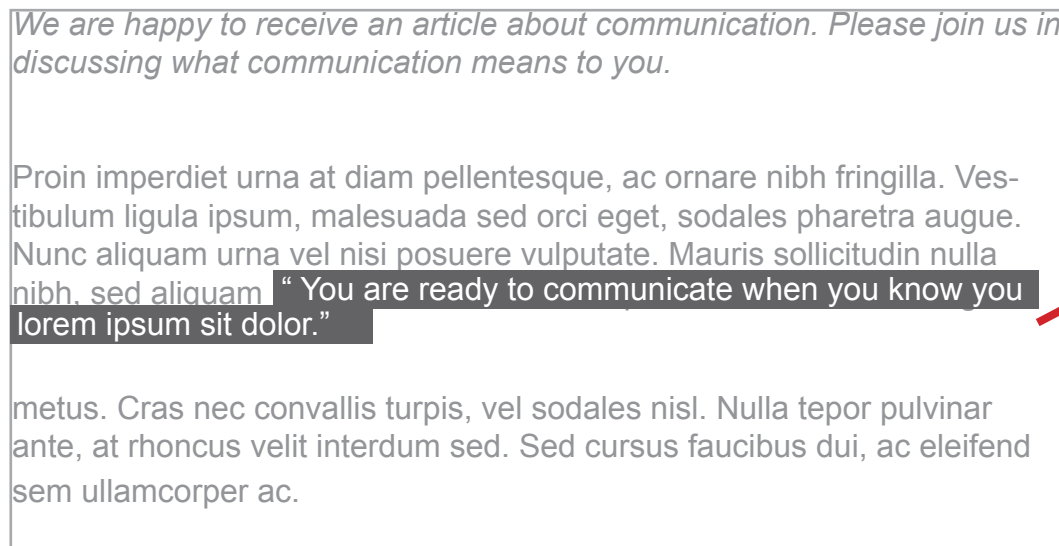 We are happy to receive an article about communication. Please join us in
discussing what communication means to you.
Proin imperdiet urna at diam pellentesque, ac ornare nibh fringilla. Ves-
tibulum ligula ipsum, malesuada sed orci eget, sodales pharetra augue.
Nunc aliquam urna vel nisi posuere vulputate. Mauris sollicitudin nulla
nibh, sed aliquam “ You are ready to communicate when you know you
lorem ipsum sit dolor.”
metus. Cras nec convallis turpis, vel sodales nisl. Nulla tepor pulvinar
ante, at rhoncus velit interdum sed. Sed cursus faucibus dui, ac eleifend
sem ullamcorper ac.